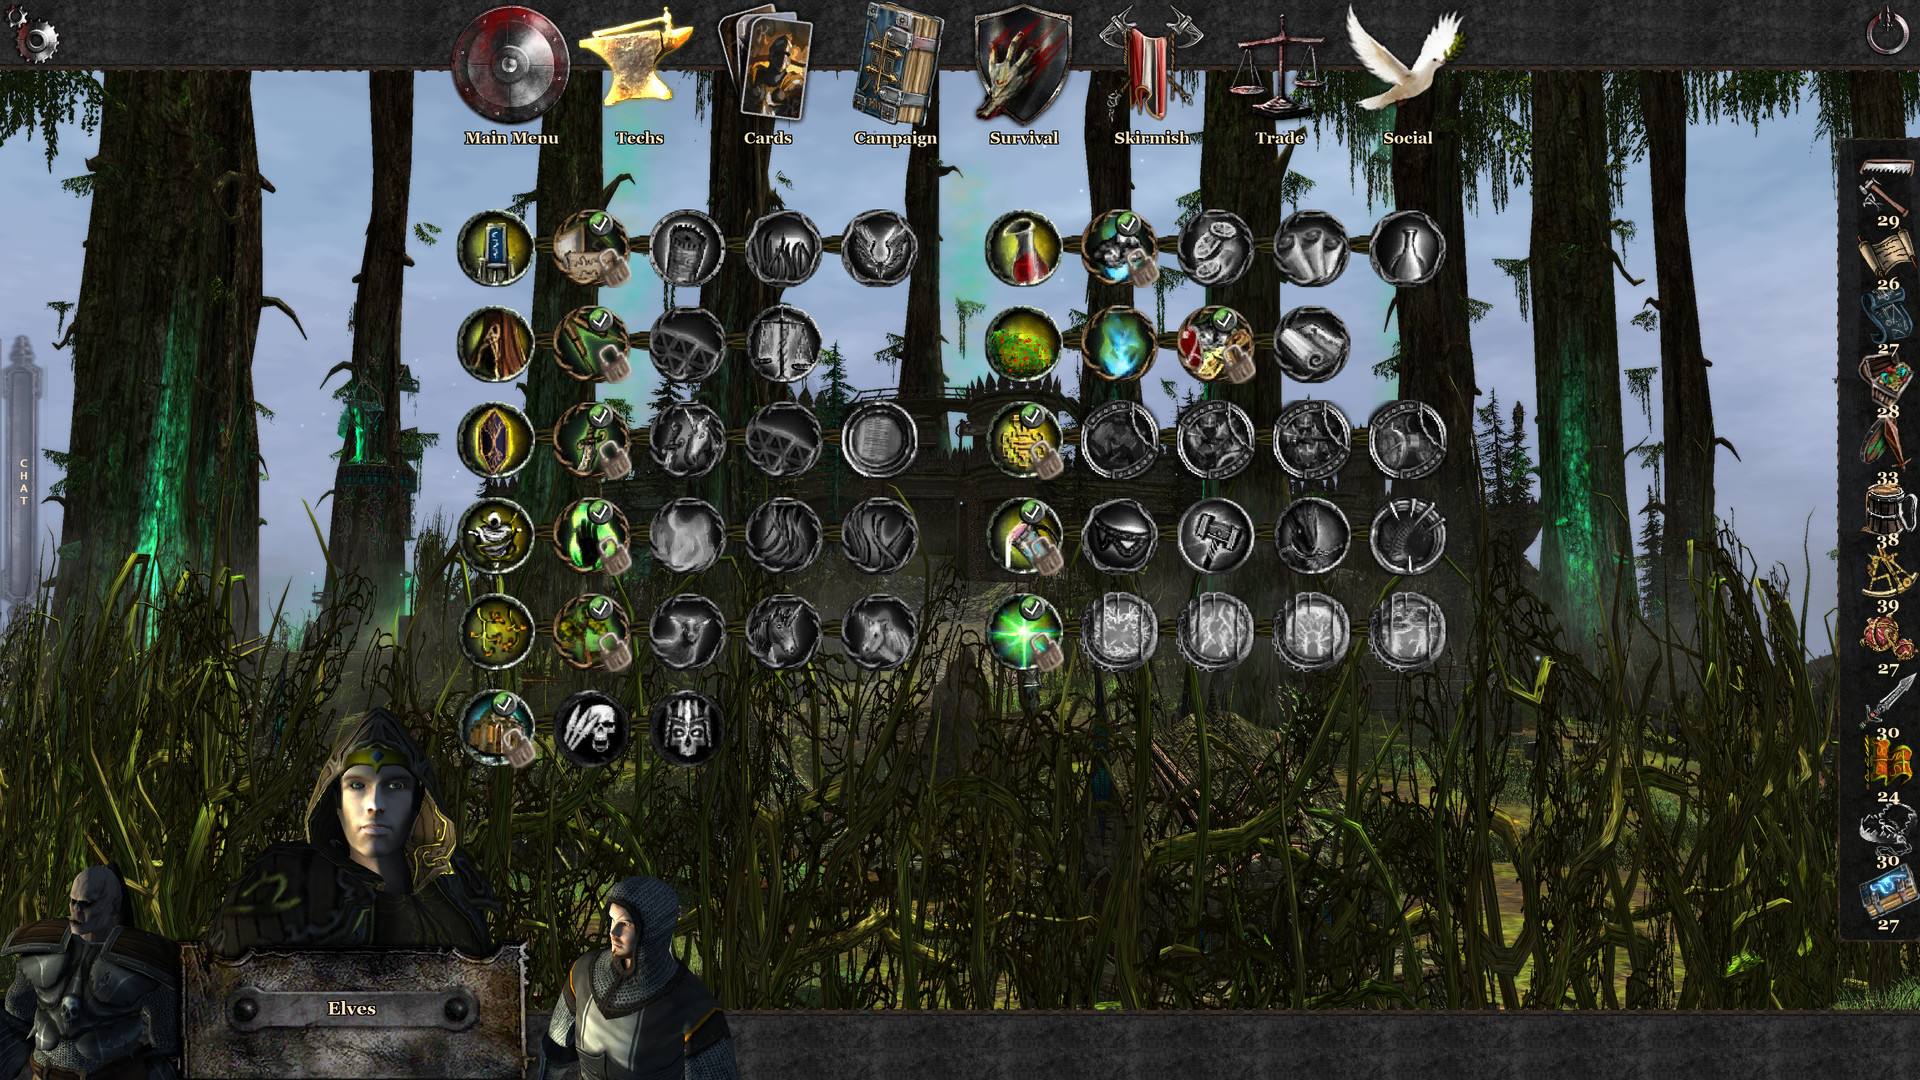 Main Menu
Techs
Cards
Campaign
Survival
Skirmish
Trade
Social
CHAT
29
26
27
28
33
38
39
27
30
24
30
27
Elves